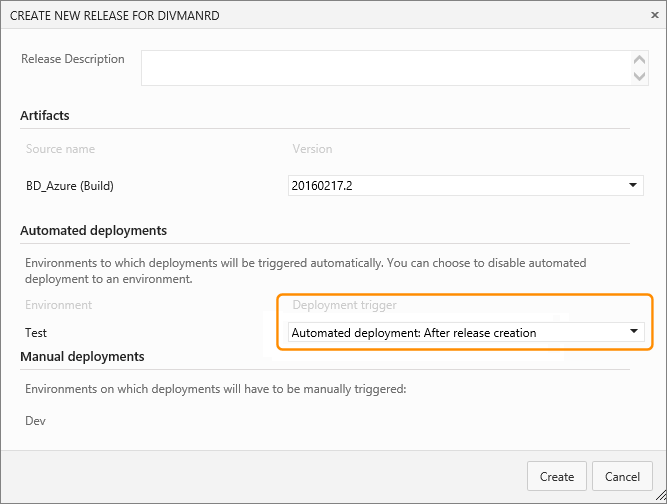 CREATE NEW RELEASE FOR DIVMANRD
Release Description
Artifacts
Source name Version
BD_Azure (Build) 20160217.2
Automated deployments
Environments to which deployments will be triggered automatically. You can choose to disable automated
deployment to an environment.
Environment Deployment trigger
Test Automated deployment: After release creation
Manual deployments
Environments on which deployments will have to be manually triggered:
Dev
Create Cancel